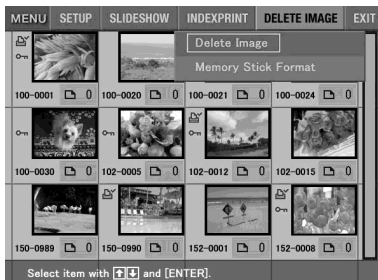 MENU SETUP SLIDESHOW INDEXPRINT DELETE IMAGE EXIT
Delete Image
Memory Stick Format
100-0001 0 100-0020 0 100-0021 0 100-0024 0
100-0030 0 102-0005 0 102-0012 0 102-0015 0
150-0989 0 150-0990 0 152-0001 0 152-0008 0
Select item with ↑↓ and [ENTER].